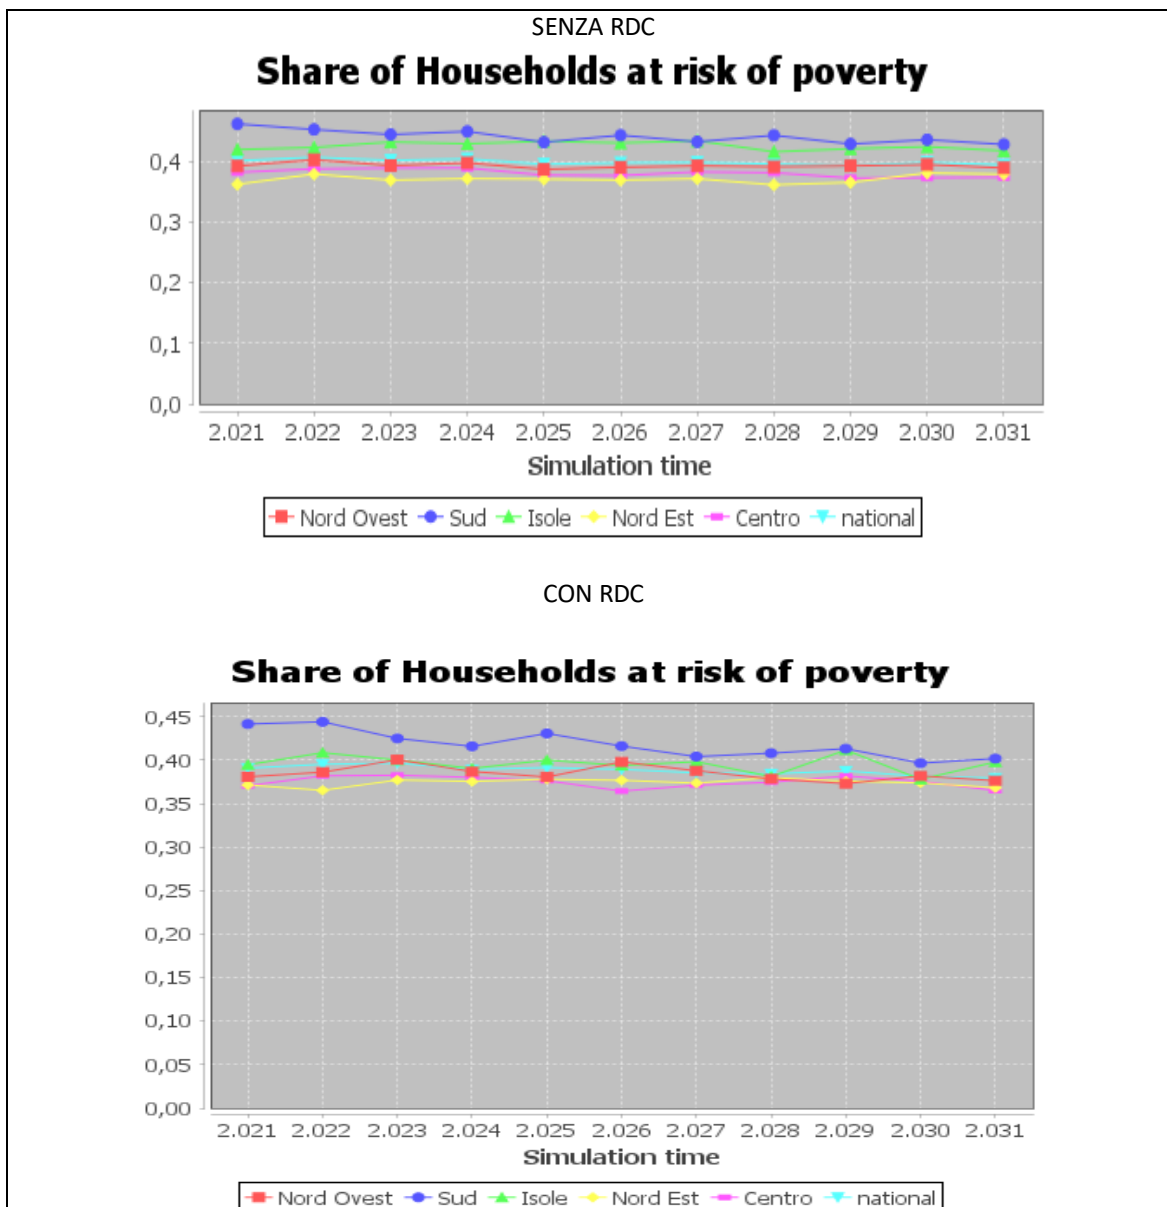 SENZA RDC
Share of Households at risk of poverty
0,4
0,3
0,2
0,1
0,0
2.021 2.022 2.023 2.024 2.025 2.026 2.027 2.028 2.029 2.030 2.031
Simulation time
Nord Ovest Sud Isole Nord Est Centro national
CON RDC
Share of Households at risk of poverty
0,45
0,40
0,35
0,30
0,25
0,20
0,15
0,10
0,05
0,00
2.021 2.022 2.023 2.024 2.025 2.026 2.027 2.028 2.029 2.030 2.031
Simulation time
Nord Ovest Sud Isole Nord Est Centro national